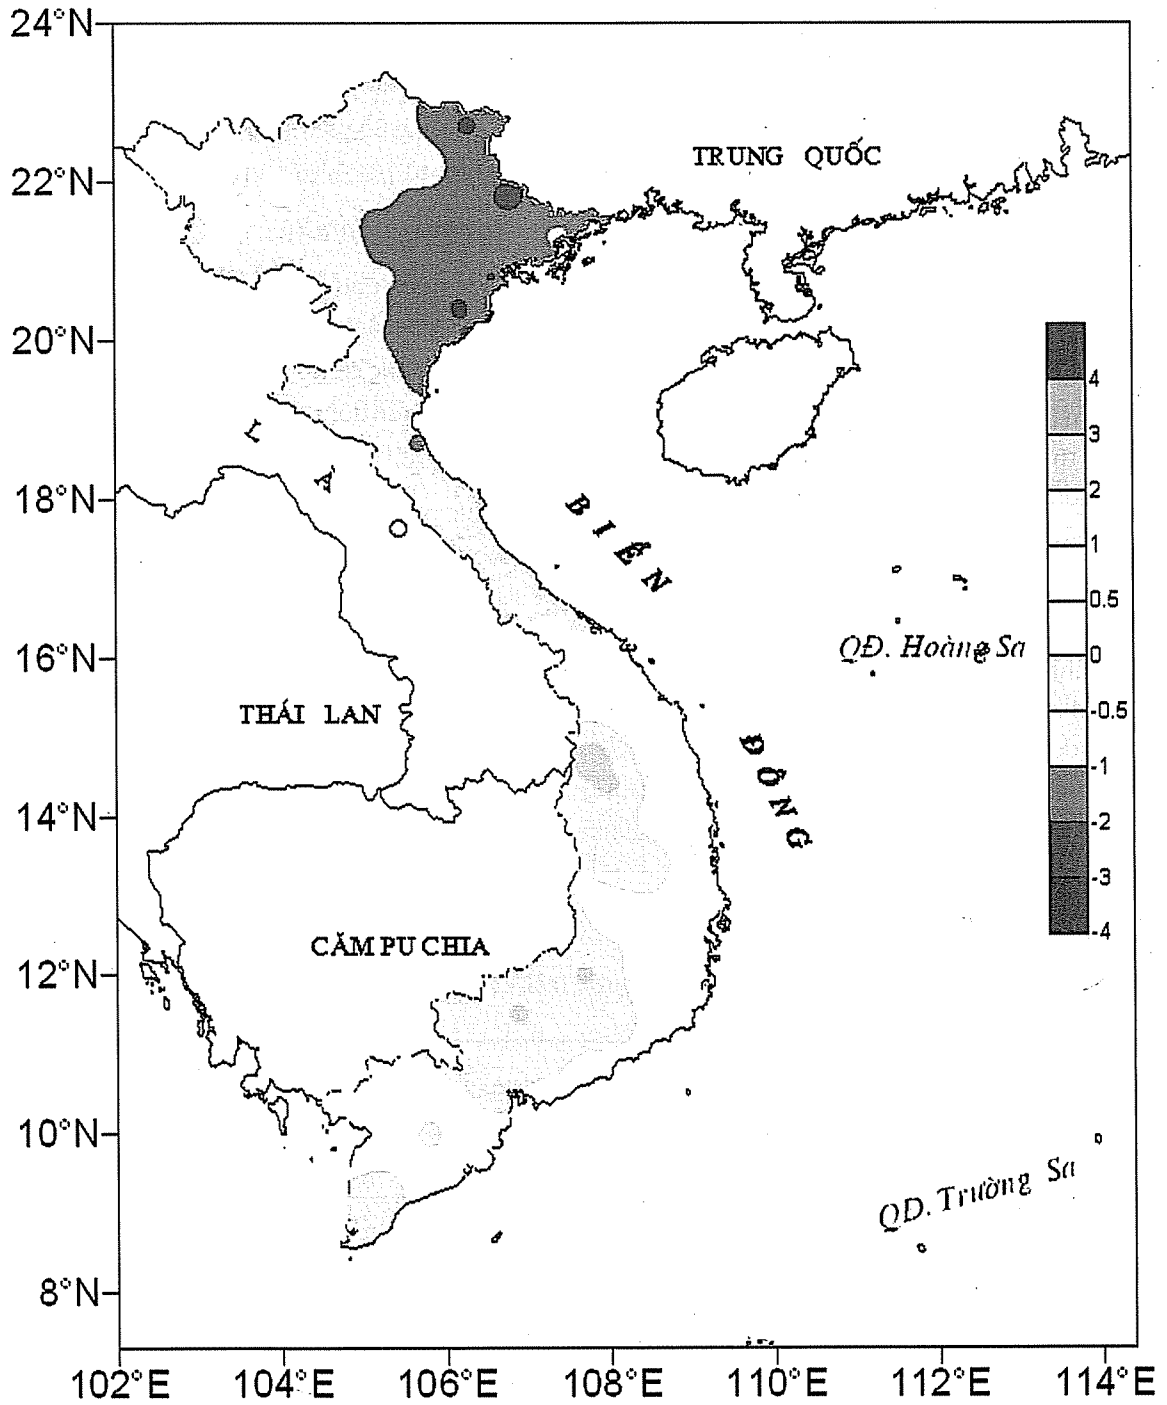 24°N
TRUNG QUỐC
22°N
20°N
4
3
L
A
2
18°N
BIỂN
1
0.5
16°N
QĐ. Hoàng Sa
0
THÁI LAN
-0.5
ĐÔNG
-1
14°N
-2
-3
CĂM PU CHIA
-4
12°N
10°N
QD. Trường Sa
8°N
102°E 104°E 106°E 108°E 110°E 112°E 114°E